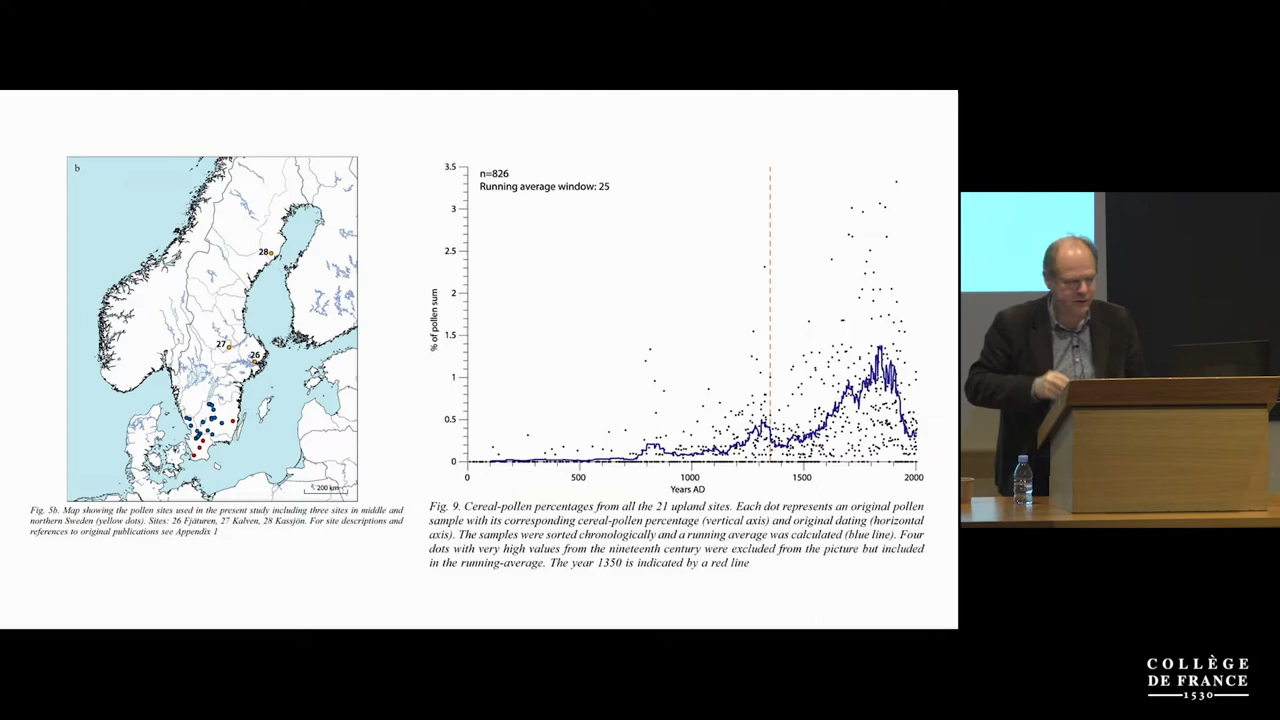 b
28
27
26
200 km
Fig. 5b. Map showing the pollen sites used in the present study including three sites in middle and
northern Sweden (yellow dots). Sites: 26 Fjäturen, 27 Kalven, 28 Kassjön. For site descriptions and
references to original publications see Appendix 1
n=826
Running average window: 25
3.5
3
2.5
2
1.5
1
0.5
0
% of pollen sum
0
500
1000
1500
2000
Years AD
Fig. 9. Cereal-pollen percentages from all the 21 upland sites. Each dot represents an original pollen
sample with its corresponding cereal-pollen percentage (vertical axis) and original dating (horizontal
axis). The samples were sorted chronologically and a running average was calculated (blue line). Four
dots with very high values from the nineteenth century were excluded from the picture but included
in the running-average. The year 1350 is indicated by a red line
COLLÈGE
DE FRANCE
1530